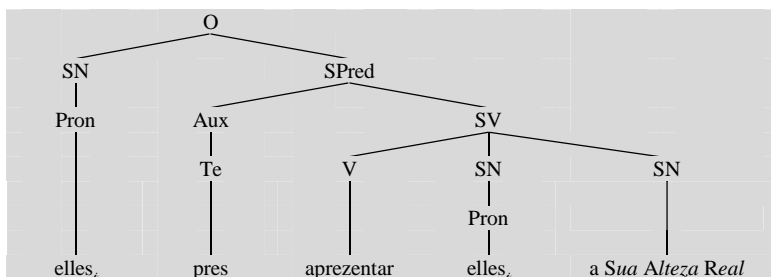 O
SN SPred
Pron Aux SV
Te V SN SN
Pron
elles¿ pres aprezentar elles¿ a Sua Alteza Real